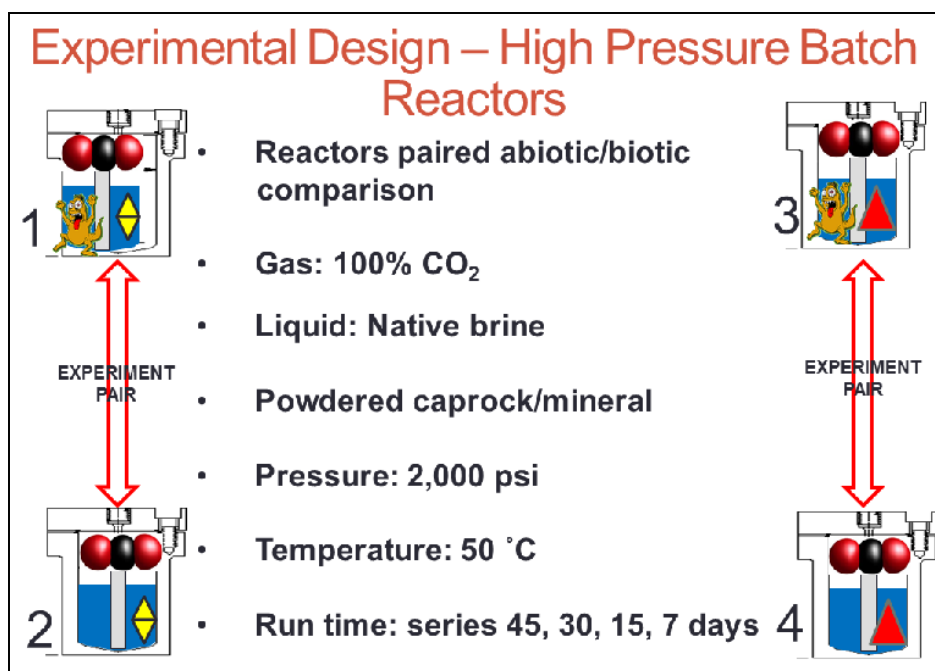 Experimental Design – High Pressure Batch
Reactors
1
EXPERIMENT
PAIR
2
• Reactors paired abiotic/biotic
comparison
• Gas: 100% CO₂
• Liquid: Native brine
• Powdered caprock/mineral
• Pressure: 2,000 psi
• Temperature: 50 ˚C
• Run time: series 45, 30, 15, 7 days
3
EXPERIMENT
PAIR
4